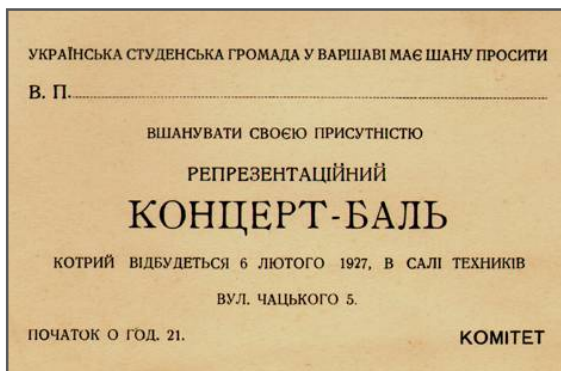 УКРАЇНСЬКА СТУДЕНСЬКА ГРОМАДА У ВАРШАВІ МАЄ ШАНУ ПРОСИТИ
В. П.
ВШАНУВАТИ СВОЄЮ ПРИСУТНІСТЮ
РЕПРЕЗЕНТАЦІЙНИЙ
КОНЦЕРТ-БАЛЬ
КОТРИЙ ВІДБУДЕТЬСЯ 6 ЛЮТОГО 1927, В САЛІ ТЕХНИКІВ
ВУЛ. ЧАЦЬКОГО 5.
ПОЧАТОК О ГОД. 21. КОМІТЕТ